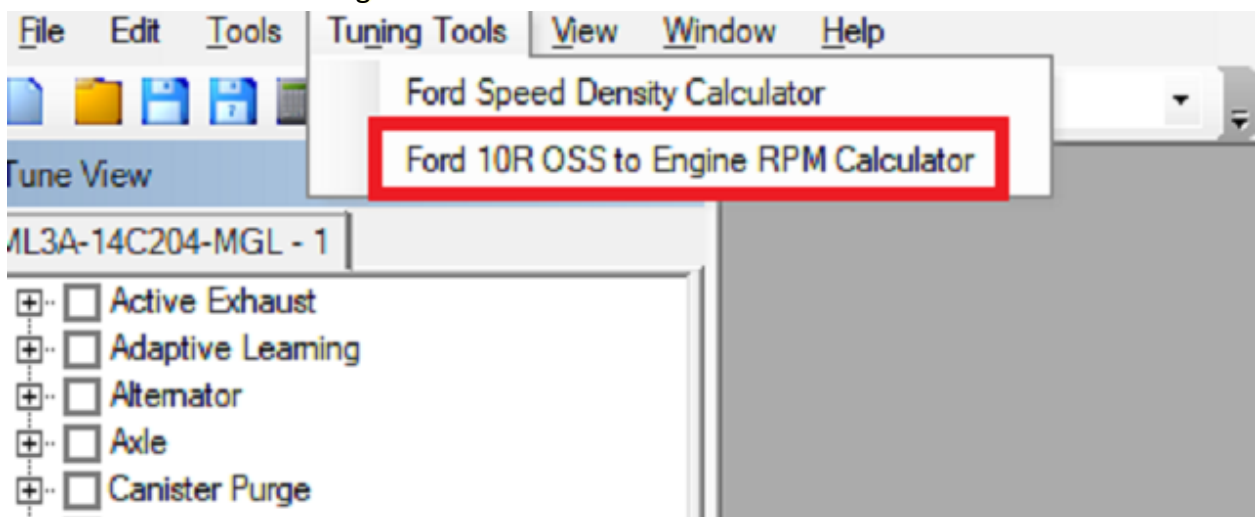 File Edit Tools Tuning Tools View Window Help
Ford Speed Density Calculator
Ford 10R OSS to Engine RPM Calculator
Tune View
ML3A-14C204-MGL - 1
Active Exhaust
Adaptive Learning
Alternator
Axle
Canister Purge